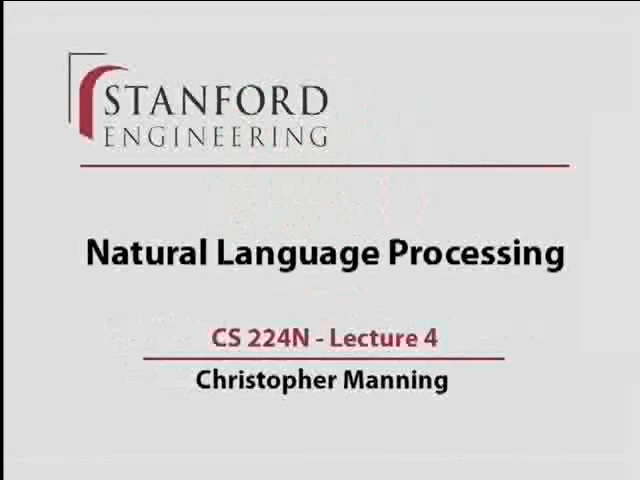 STANFORD
ENGINEERING
Natural Language Processing
CS 224N - Lecture 4
Christopher Manning